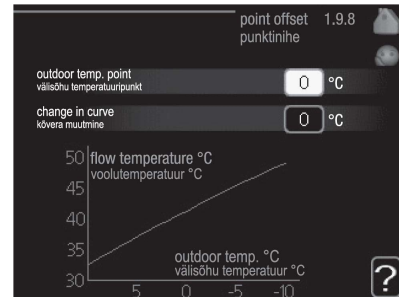 point offset 1.9.8
punktinihe
outdoor temp. point
välisõhu temperatuuripunkt
0 °C
change in curve
kõvera muutmine
0 °C
50
flow temperature °C
voolutemperatuur °C
45
40
35
outdoor temp. °C
välisõhu temperatuur °C
30
5 0 -5 -10
?